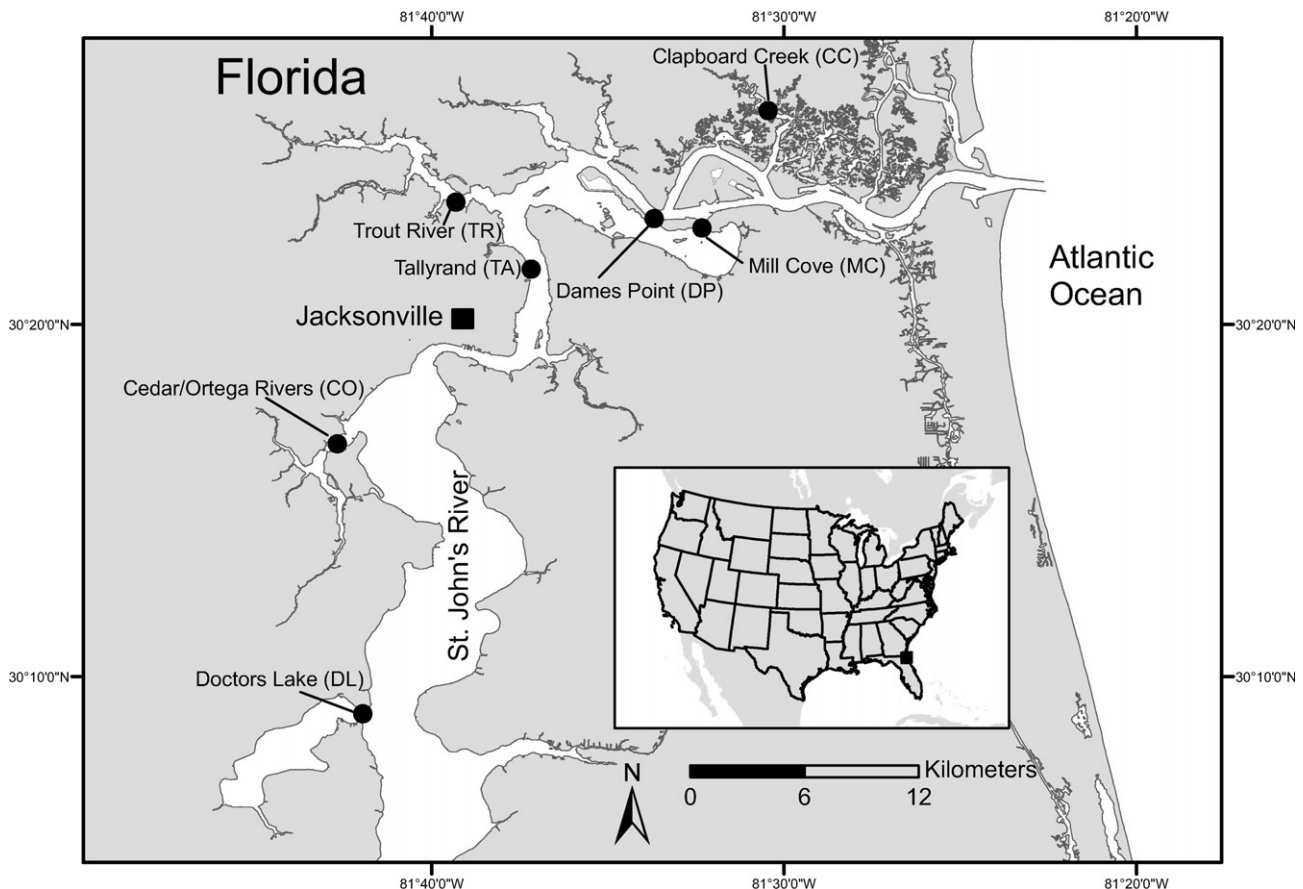 81°40'0"W
81°30'0"W
81°20'0"W
Florida
Clapboard Creek (CC)
Trout River (TR)
Tallyrand (TA)
Mill Cove (MC)
Dames Point (DP)
Atlantic
Ocean
Jacksonville
30°20'0"N
30°20'0"N
Cedar/Ortega Rivers (CO)
St. John's River
Doctors Lake (DL)
30°10'0"N
30°10'0"N
N
Kilometers
0
6
12
81°40'0"W
81°30'0"W
81°20'0"W